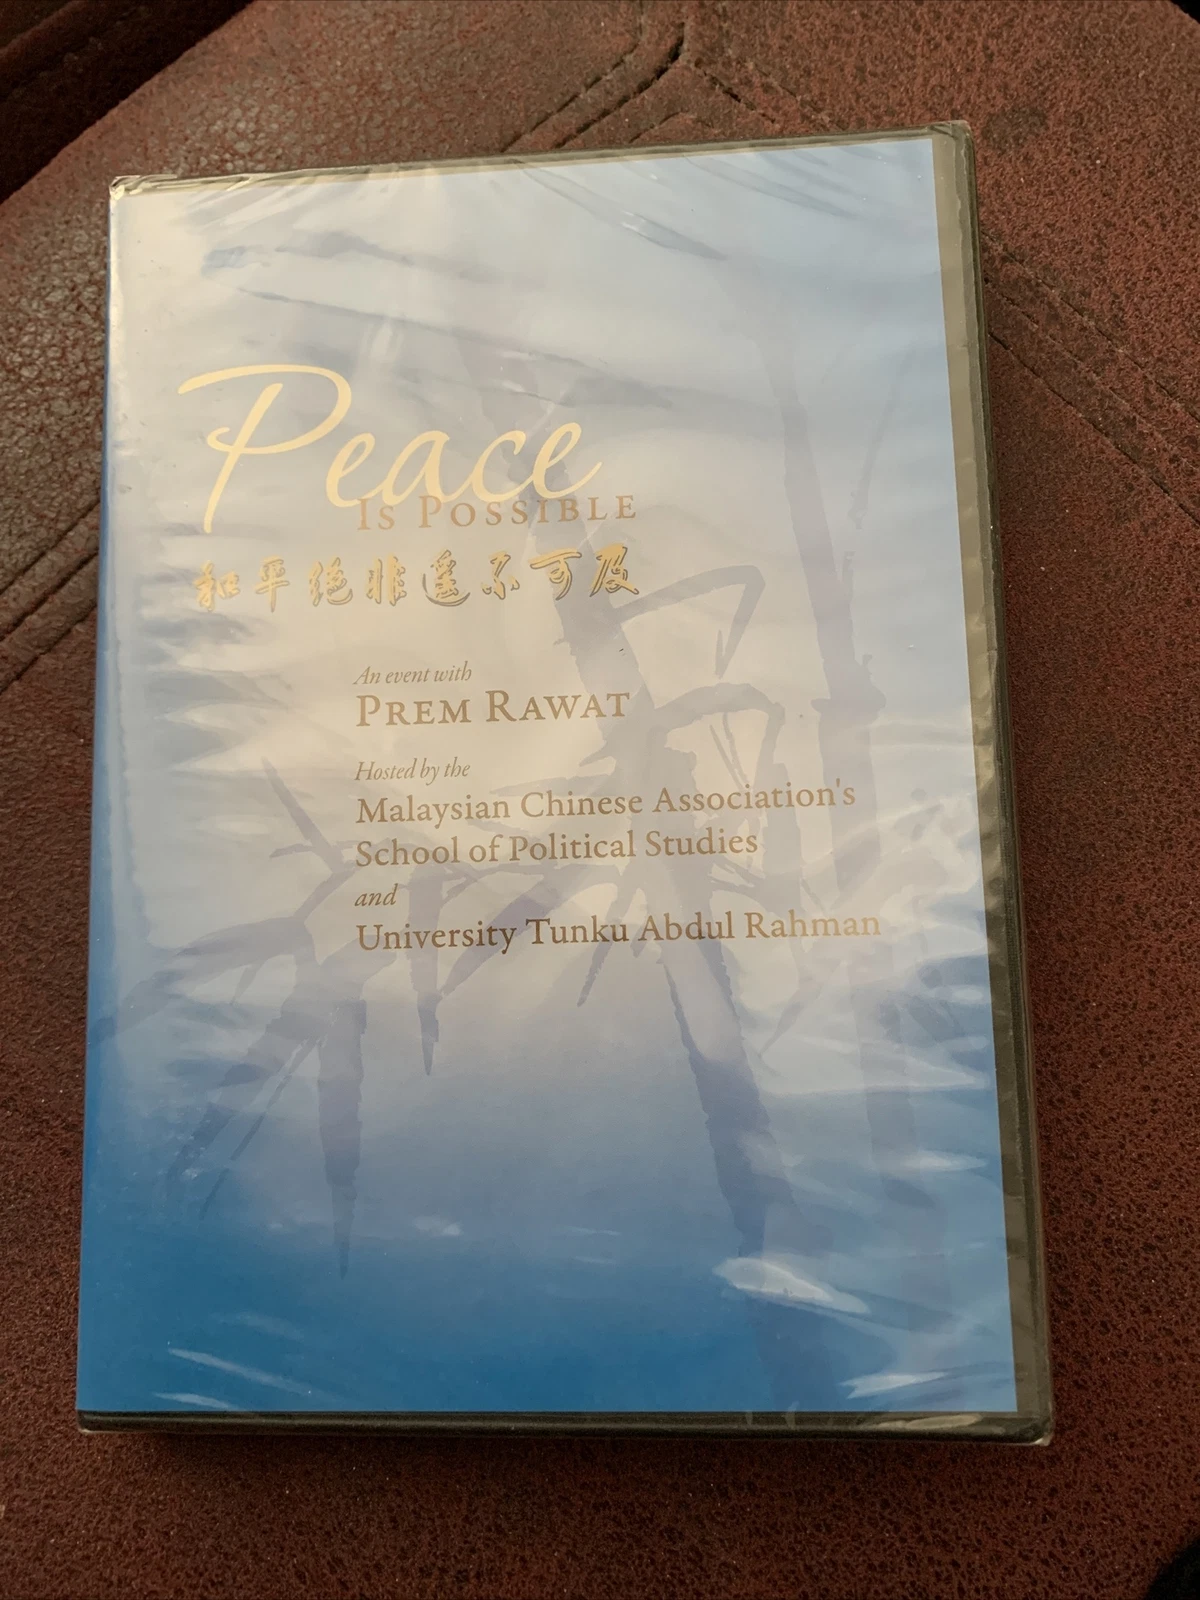 Peace
IS POSSIBLE
和平绝非遥不可及
An event with
PREM RAWAT
Hosted by the
Malaysian Chinese Association's
School of Political Studies
and
University Tunku Abdul Rahman